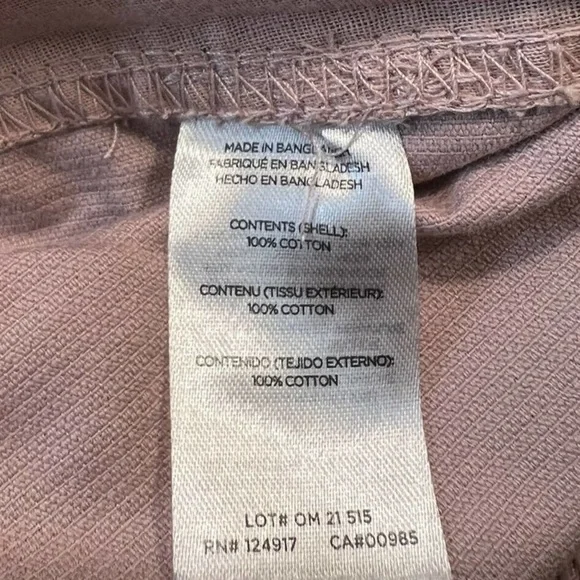 MADE IN BANGLADESH
FABRIQUÉ EN BANGLADESH
HECHO EN BANGLADESH
CONTENTS (SHELL):
100% COTTON
CONTENU (TISSU EXTÉRIEUR):
100% COTTON
CONTENIDO (TEJIDO EXTERNO):
100% COTTON
LOT# OM 21 515
RN# 124917 CA#00985